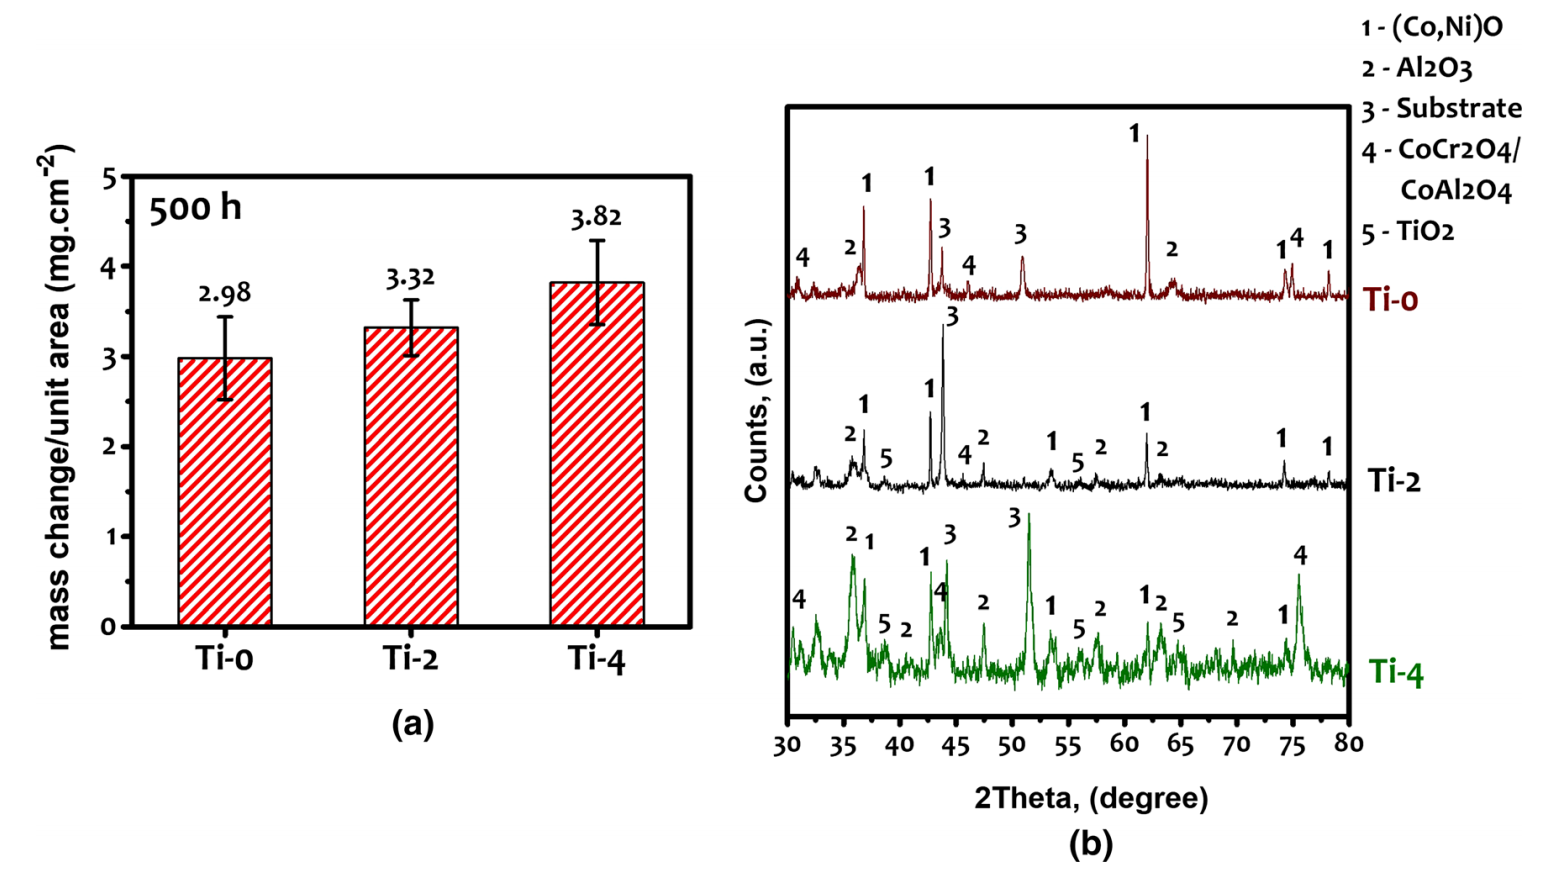 500 h
mass change/unit area (mg.cm-2)
5
4
3
2
1
0
2.98
3.32
3.82
Ti-0
Ti-2
Ti-4
(a)
1 - (Co,Ni)O
2 - Al2O3
3 - Substrate
4 - CoCr2O4/
CoAl2O4
5 - TiO2
Counts, (a.u.)
4 2 1 1 3 4 3 1 2 1 4 1
Ti-0
2 1 5 1 3 4 2 1 5 2 1 2 1 1
Ti-2
4 2 1 5 2 1 4 3 2 3 1 5 2 1 2 5 2 1 4
Ti-4
30 35 40 45 50 55 60 65 70 75 80
2Theta, (degree)
(b)